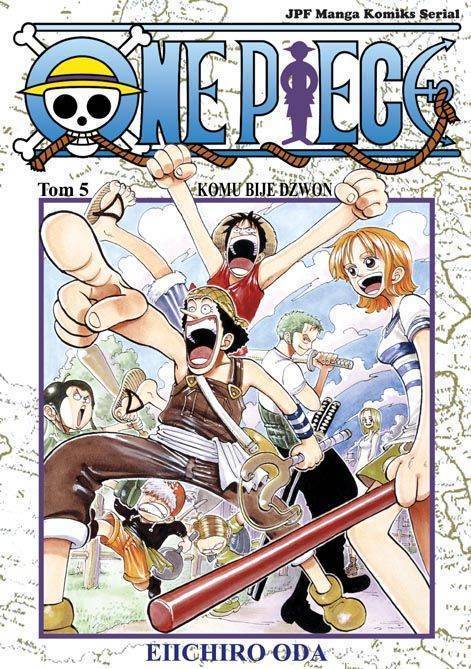 JPF Manga Komiks Serial
ONE PIECE
Tom 5 KOMU BIJE DZWON
EIICHIRO ODA